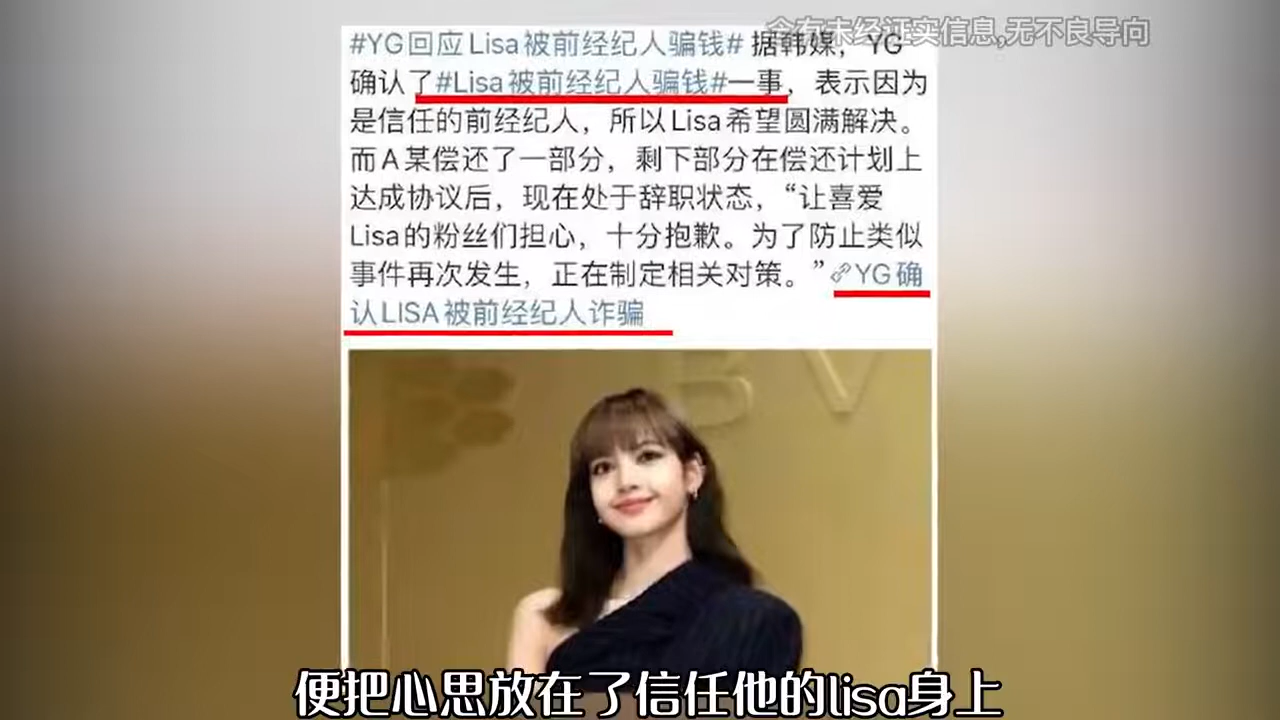 含有未经证实信息,无不良导向
#YG回应Lisa被前经纪人骗钱# 据韩媒，YG
确认了#Lisa被前经纪人骗钱#一事，表示因为
是信任的前经纪人，所以Lisa希望圆满解决。
而A某偿还了一部分，剩下部分在偿还计划上
达成协议后，现在处于辞职状态，“让喜爱
Lisa的粉丝们担心，十分抱歉。为了防止类似
事件再次发生，正在制定相关对策。”YG确
认LISA被前经纪人诈骗
BV
便把心思放在了信任他的lisa身上